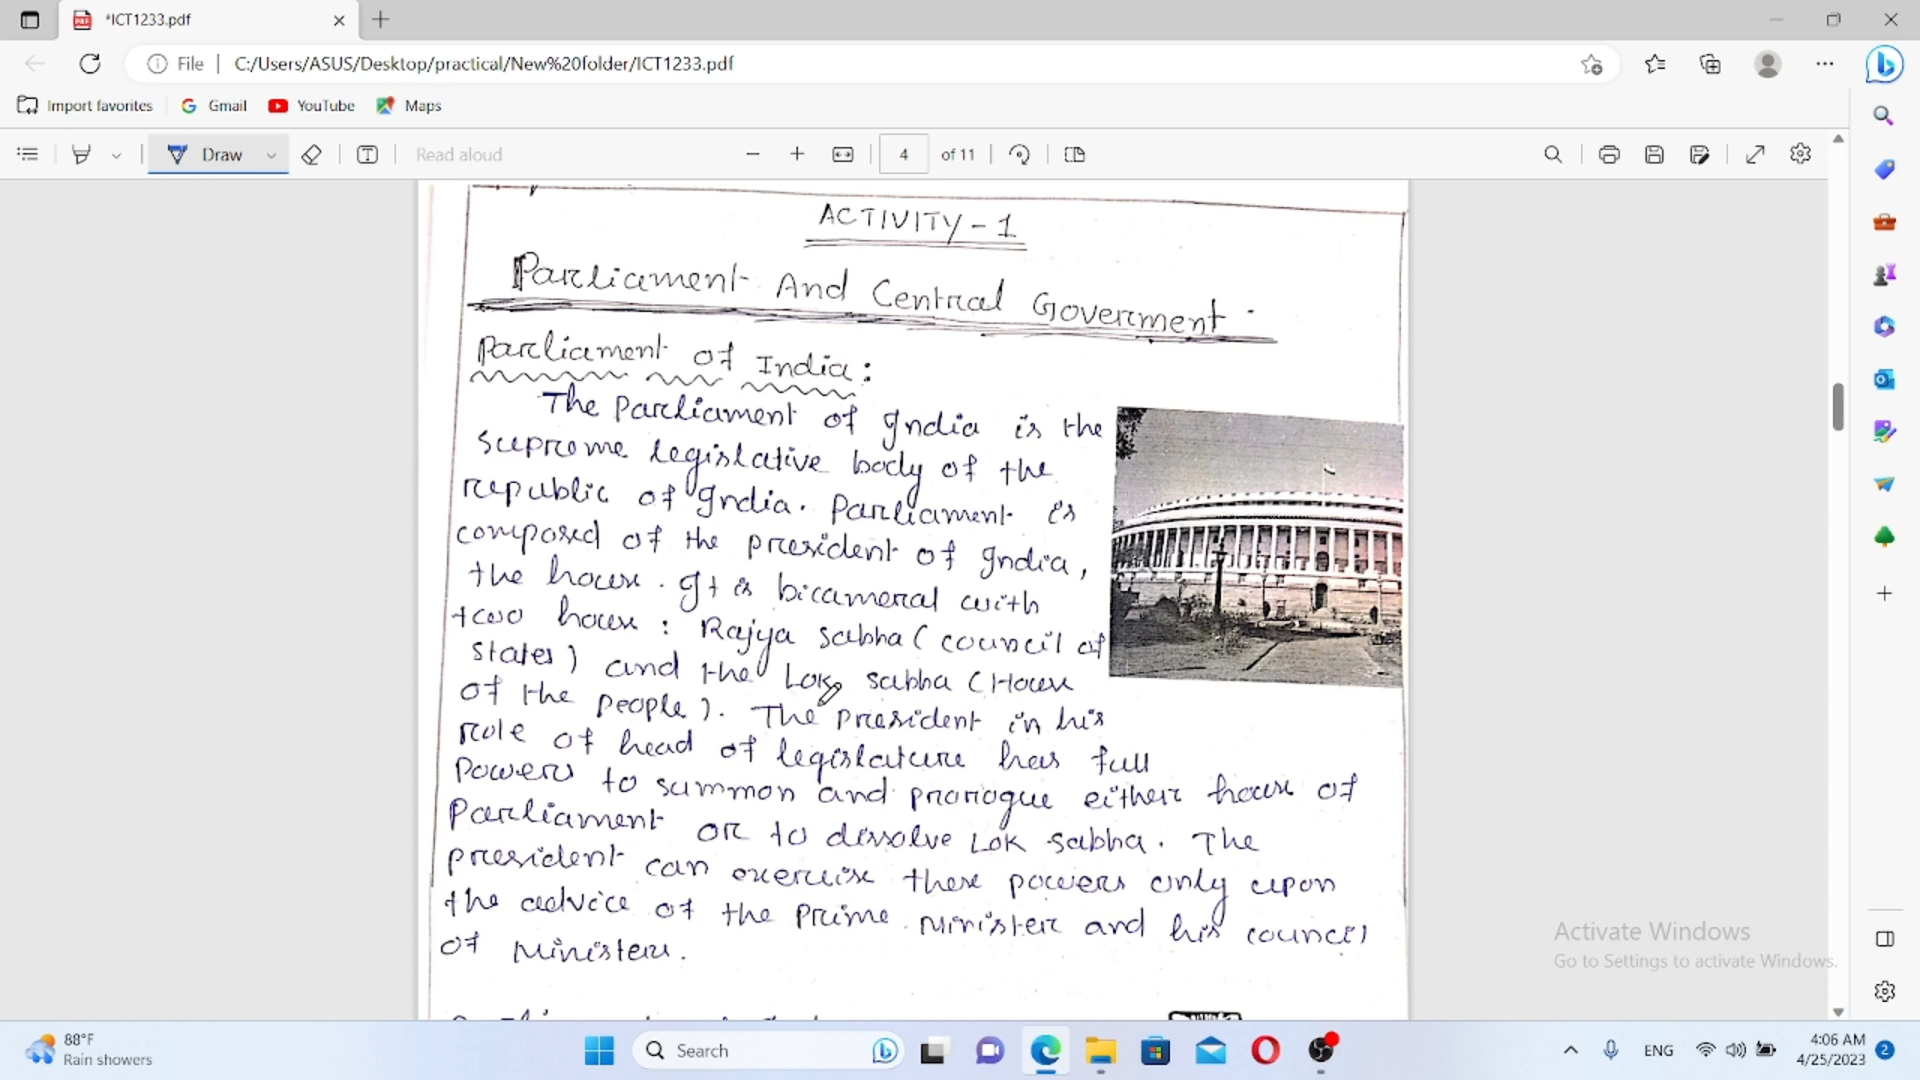 *ICT1233.pdf
File | C:/Users/ASUS/Desktop/practical/New%20folder/ICT1233.pdf
Import favorites Gmail YouTube Maps
Draw Read aloud 4 of 11
ACTIVITY - 1
Parliament And Central Goverment
Parliament of India :
The Parliament of India is the
supreme legislative body of the
republic of India. Parliament is
composed of the president of India,
the house. It is bicameral with
two house : Rajya sabha ( council of
states ) and the Lok sabha ( House
of the people ). The president in his
role of head of legislature has full
powers to summon and prorogue either house of
Parliament or to dissolve Lok sabha. The
president can exercise these powers only upon
the advice of the Prime Minister and his council
of Ministers.
Activate Windows
Go to Settings to activate Windows.
88°F
Rain showers
Search
ENG
4:06 AM
4/25/2023
2